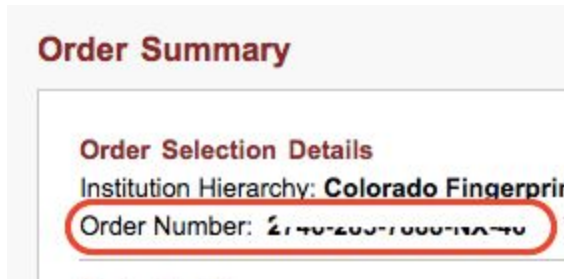 Order Summary
Order Selection Details
Institution Hierarchy: Colorado Fingerprin
Order Number: